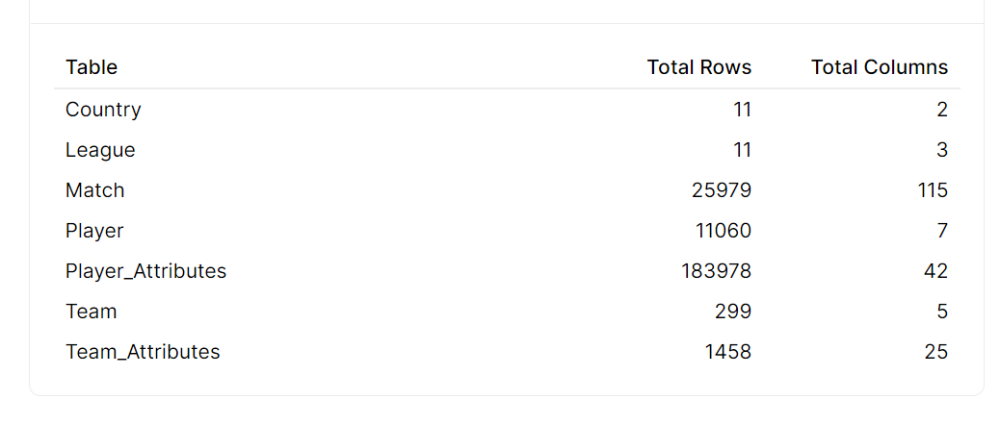 Table Total Rows Total Columns
Country 11 2
League 11 3
Match 25979 115
Player 11060 7
Player_Attributes 183978 42
Team 299 5
Team_Attributes 1458 25